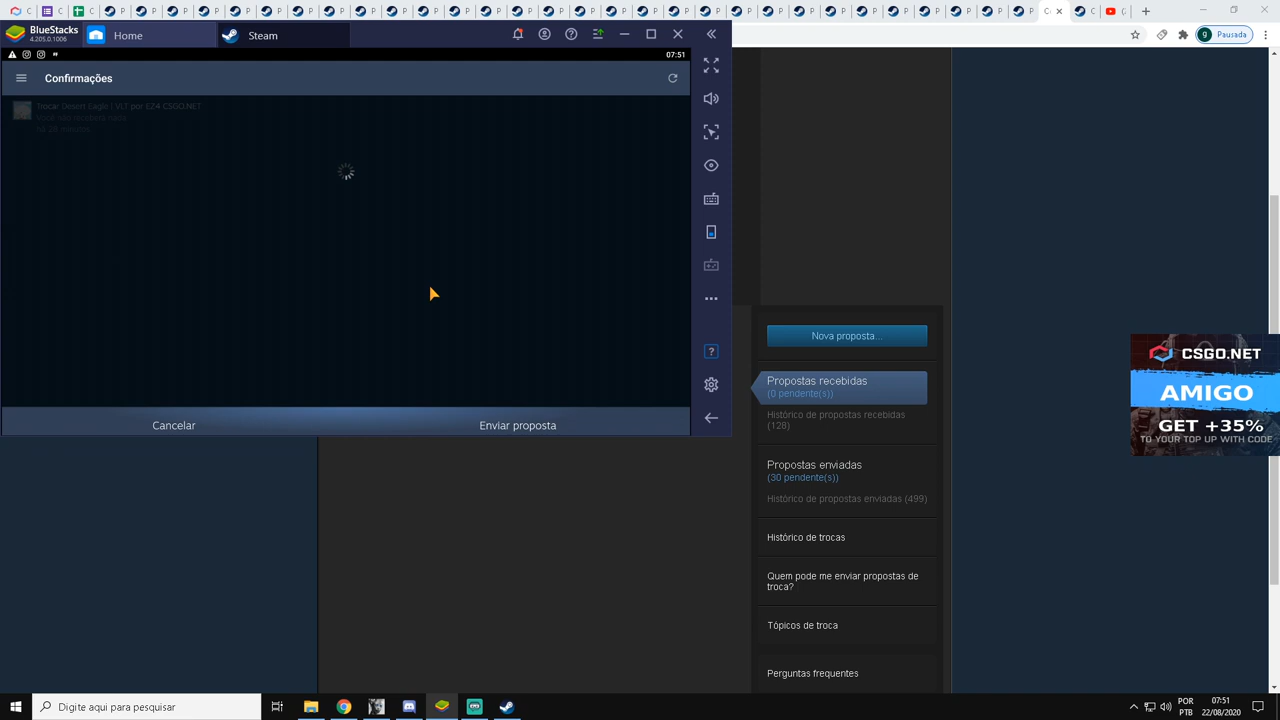 BlueStacks
4.205.0.1006
Home
Steam
Pausada
07:51
Confirmações
Trocar Desert Eagle | VLT por EZ4 CSGO.NET
Você não receberá nada
há 28 minutos
Cancelar
Enviar proposta
Nova proposta...
Propostas recebidas
(0 pendente(s))
Histórico de propostas recebidas
(128)
Propostas enviadas
(30 pendente(s))
Histórico de propostas enviadas (499)
Histórico de trocas
Quem pode me enviar propostas de
troca?
Tópicos de troca
Perguntas frequentes
CSGO.NET
AMIGO
GET +35%
TO YOUR TOP UP WITH CODE
Digite aqui para pesquisar
POR
PTB
07:51
22/08/2020